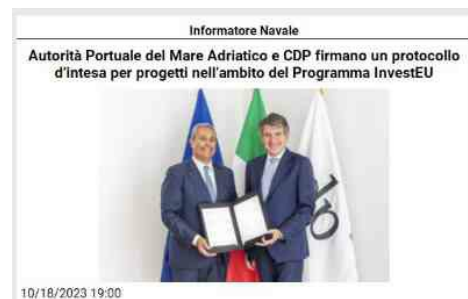 Informatore Navale
Autorità Portuale del Mare Adriatico e CDP firmano un protocollo
d'intesa per progetti nell'ambito del Programma InvestEU
10/18/2023 19:00